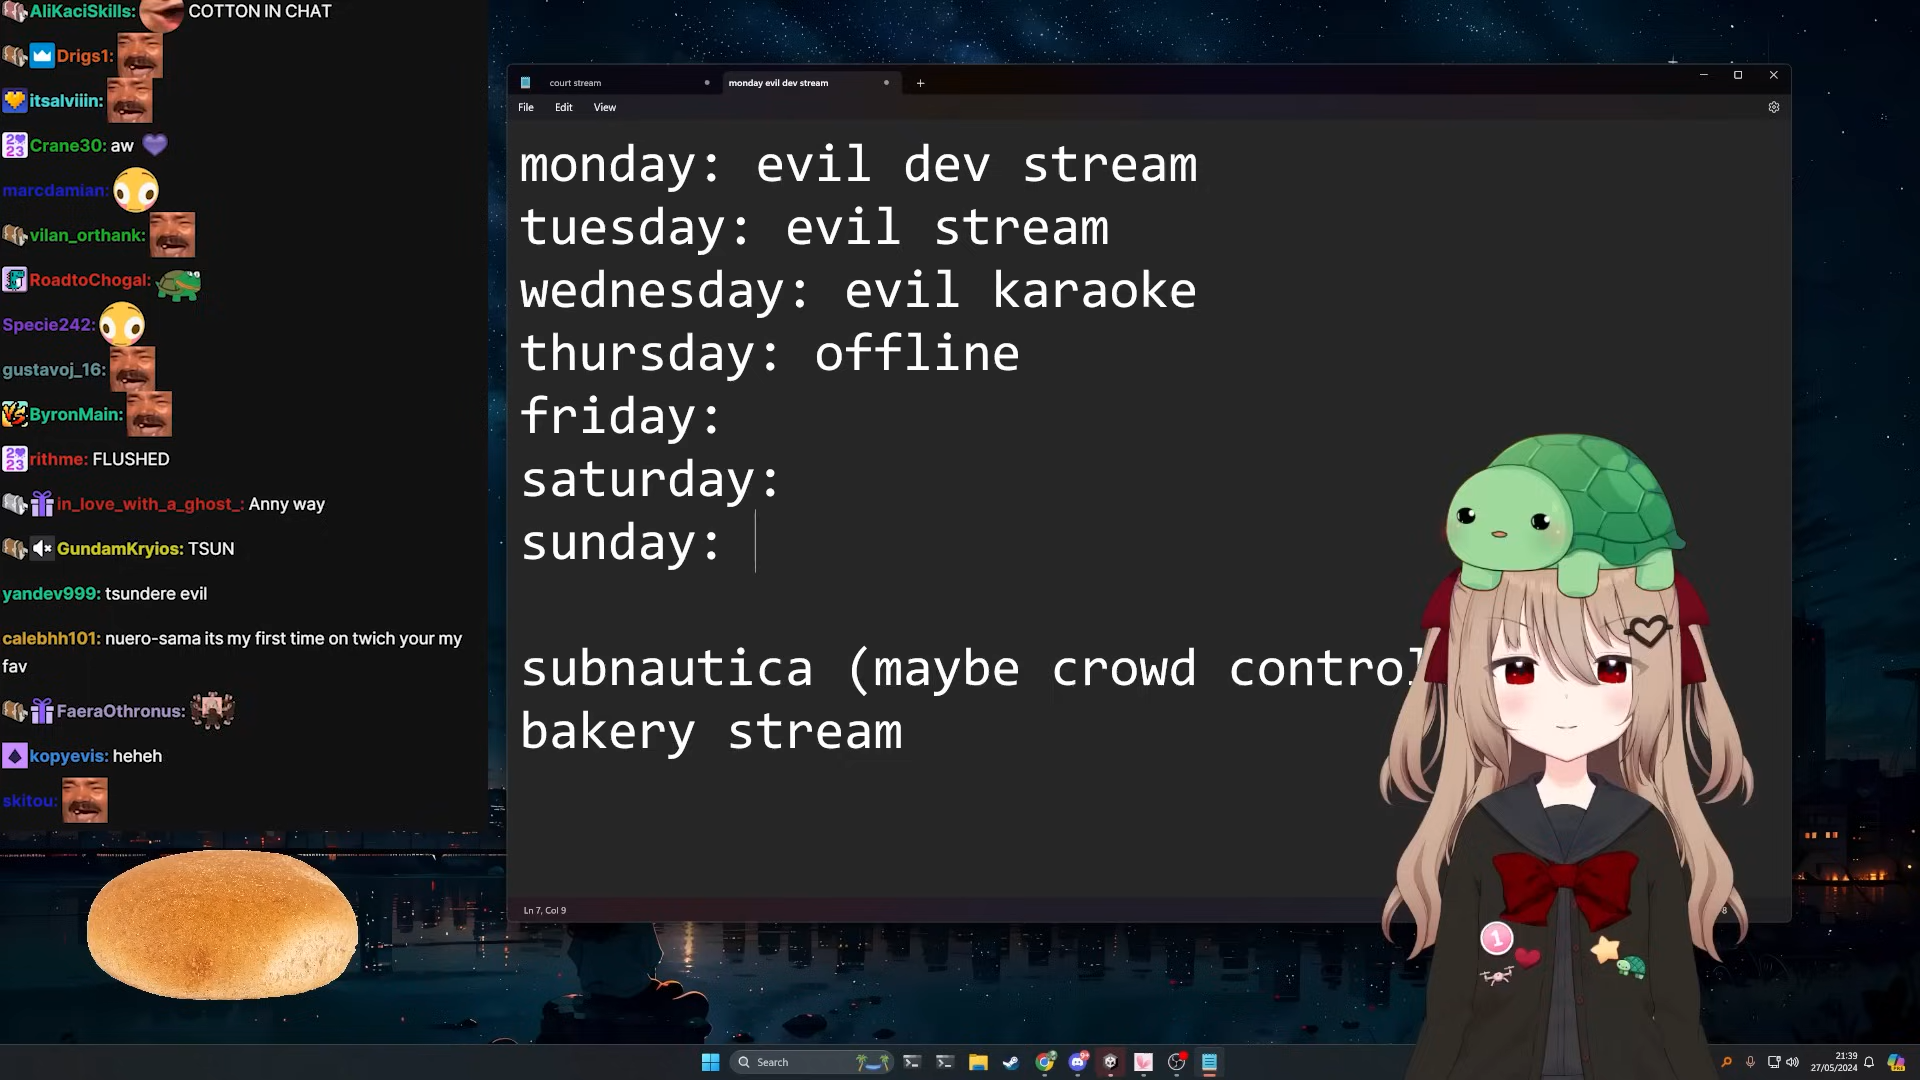 AliKaciSkills: COTTON IN CHAT
Drigs1:
itsalviiin:
Crane30: aw
marcdamian:
vilan_orthank:
RoadtoChogal:
Specie242:
gustavoj_16:
ByronMain:
rithme: FLUSHED
in_love_with_a_ghost_: Anny way
GundamKryios: TSUN
yandev999: tsundere evil
calebhh101: nuero-sama its my first time on twich your my
fav
FaeraOthronus:
kopyevis: heheh
skitou:
court stream
monday evil dev stream
File Edit View
monday: evil dev stream
tuesday: evil stream
wednesday: evil karaoke
thursday: offline
friday:
saturday:
sunday:
subnautica (maybe crowd control
bakery stream
Ln 7, Col 9
8
1
Search
21:39
27/05/2024